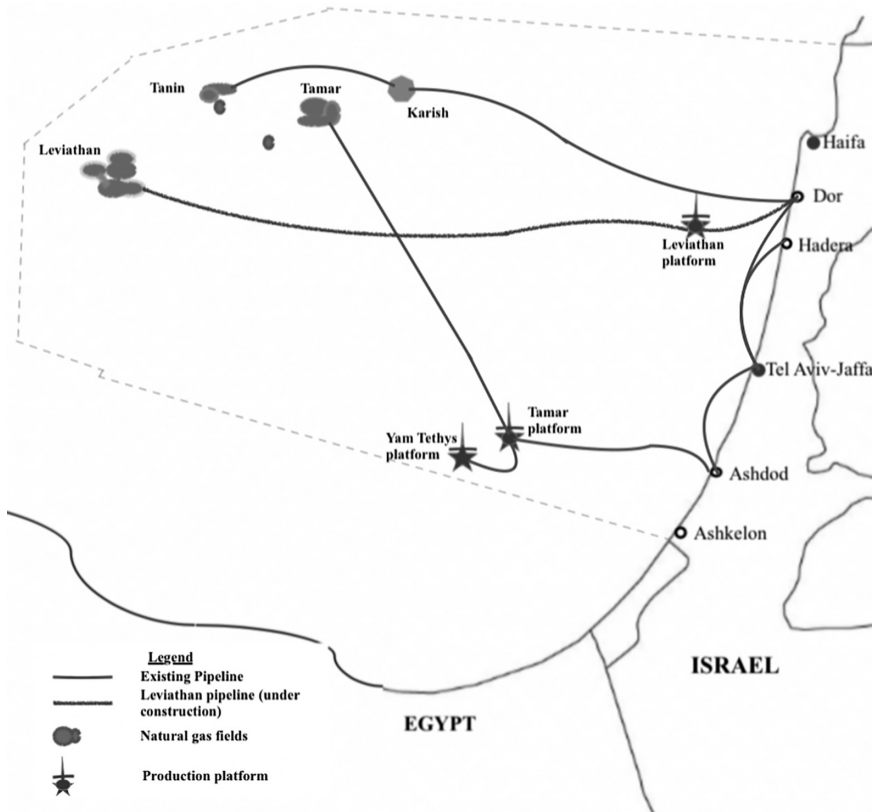 Tanin
Tamar
Karish
Leviathan
Haifa
Dor
Leviathan
platform
Hadera
Tel Aviv-Jaffa
Tamar
platform
Yam Tethys
platform
Ashdod
Ashkelon
ISRAEL
EGYPT
Legend
Existing Pipeline
Leviathan pipeline (under
construction)
Natural gas fields
Production platform